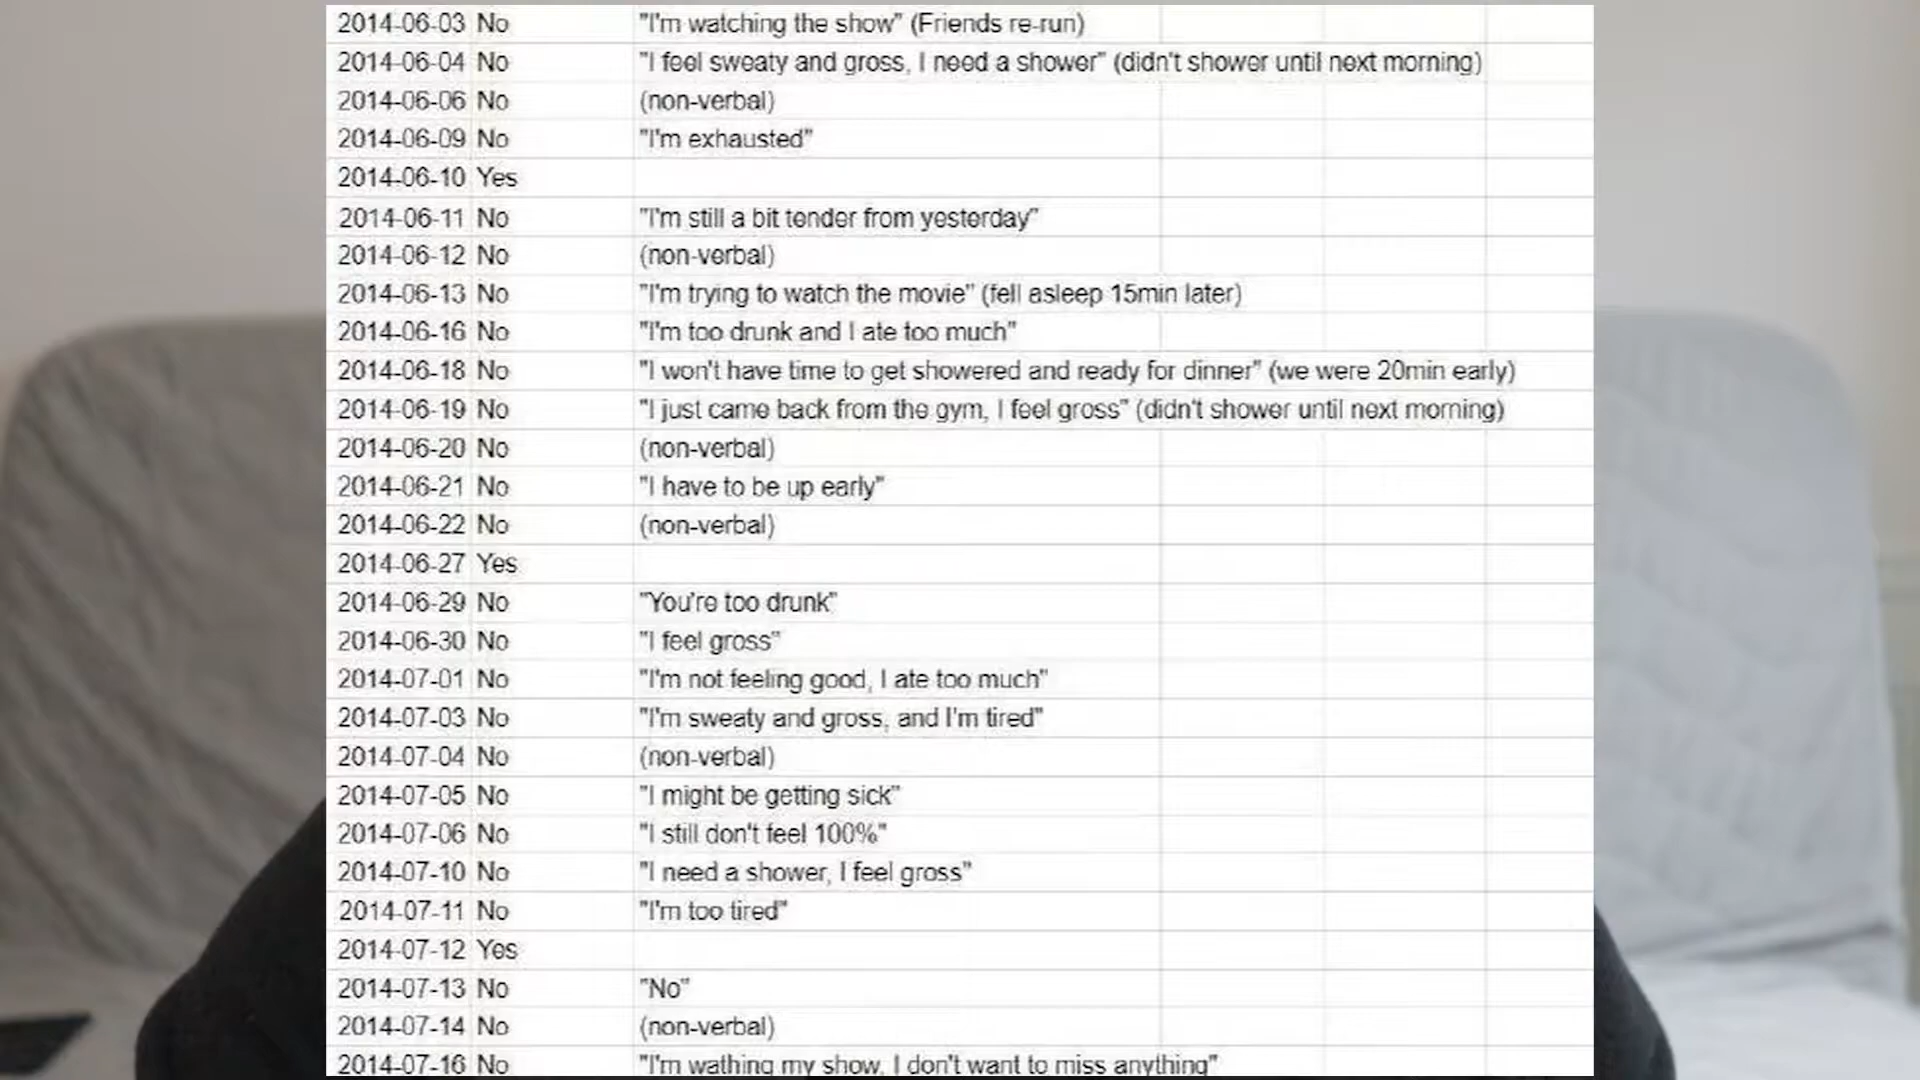 2014-06-03 No "I'm watching the show" (Friends re-run)
2014-06-04 No "I feel sweaty and gross, I need a shower" (didn't shower until next morning)
2014-06-06 No (non-verbal)
2014-06-09 No "I'm exhausted"
2014-06-10 Yes
2014-06-11 No "I'm still a bit tender from yesterday"
2014-06-12 No (non-verbal)
2014-06-13 No "I'm trying to watch the movie" (fell asleep 15min later)
2014-06-16 No "I'm too drunk and I ate too much"
2014-06-18 No "I won't have time to get showered and ready for dinner" (we were 20min early)
2014-06-19 No "I just came back from the gym, I feel gross" (didn't shower until next morning)
2014-06-20 No (non-verbal)
2014-06-21 No "I have to be up early"
2014-06-22 No (non-verbal)
2014-06-27 Yes
2014-06-29 No "You're too drunk"
2014-06-30 No "I feel gross"
2014-07-01 No "I'm not feeling good, I ate too much"
2014-07-03 No "I'm sweaty and gross, and I'm tired"
2014-07-04 No (non-verbal)
2014-07-05 No "I might be getting sick"
2014-07-06 No "I still don't feel 100%"
2014-07-10 No "I need a shower, I feel gross"
2014-07-11 No "I'm too tired"
2014-07-12 Yes
2014-07-13 No "No"
2014-07-14 No (non-verbal)
2014-07-16 No "I'm wathing my show, I don't want to miss anything"